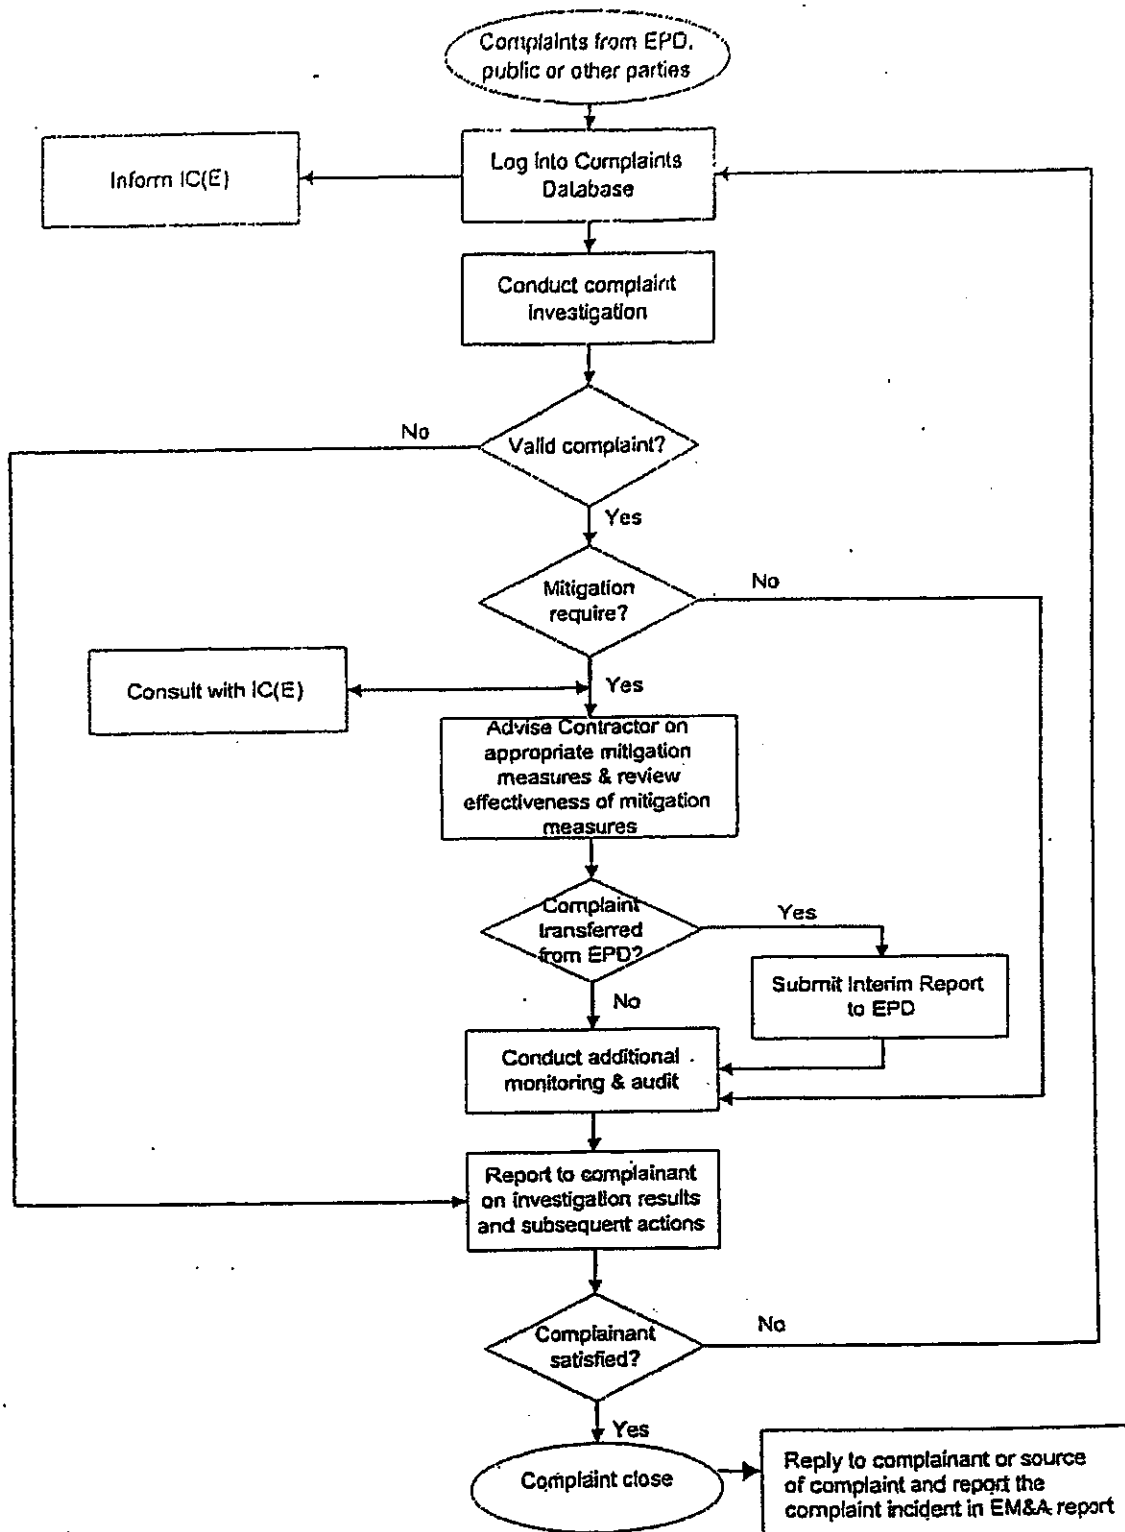 Complaints from EPD,
public or other parties
Inform IC(E)
Log into Complaints
Database
Conduct complaint
investigation
No
Valid complaint?
Yes
Mitigation
require?
No
Consult with IC(E)
Yes
Advise Contractor on
appropriate mitigation
measures & review
effectiveness of mitigation
measures
Complaint
transferred
from EPD?
Yes
Submit Interim Report
to EPD
No
Conduct additional
monitoring & audit
Report to complainant
on investigation results
and subsequent actions
Complainant
satisfied?
No
Yes
Complaint close
Reply to complainant or source
of complaint and report the
complaint incident in EM&A report